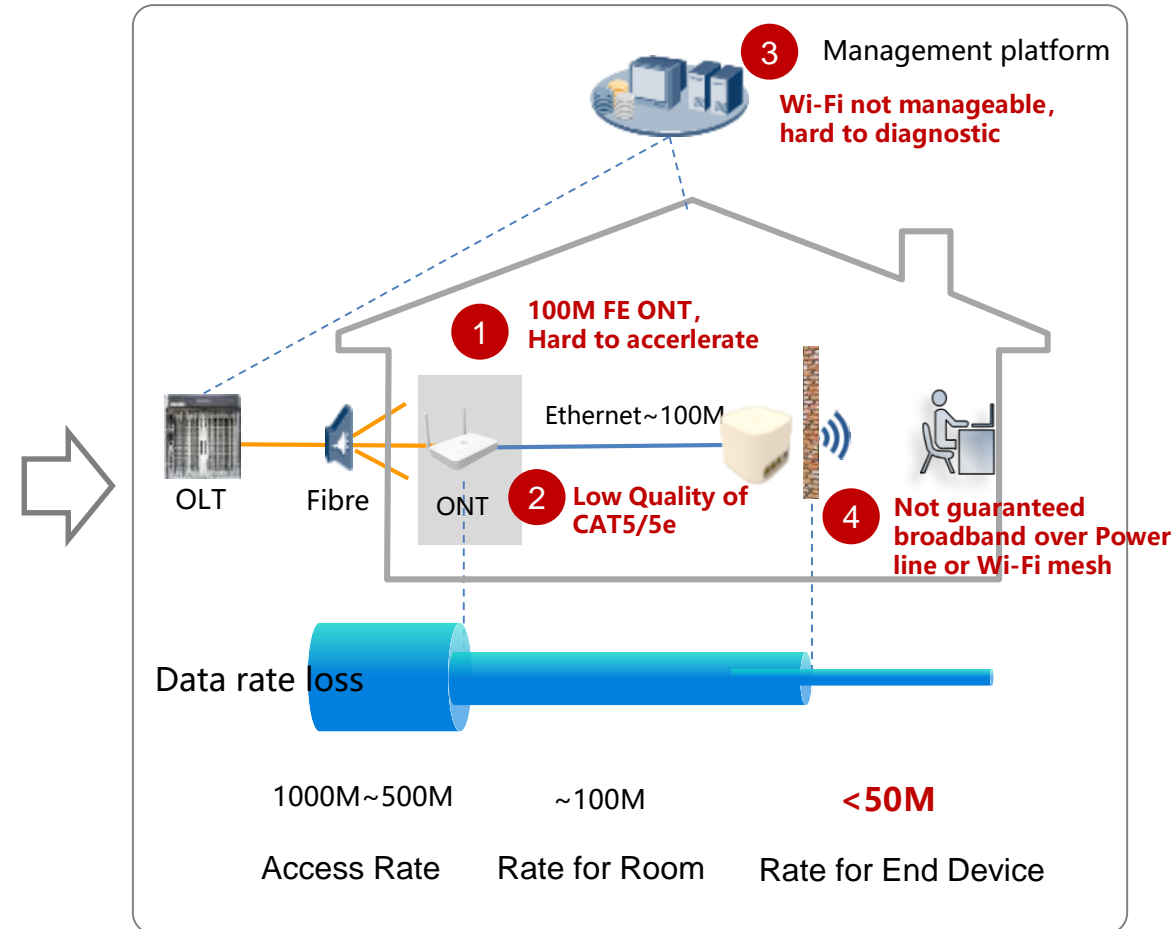 3
Management platform
Wi-Fi not manageable,
hard to diagnostic
1
100M FE ONT,
Hard to accerlerate
Ethernet~100M
OLT
Fibre
ONT
2
Low Quality of
CAT5/5e
4
Not guaranteed
broadband over Power
line or Wi-Fi mesh
Data rate loss
1000M~500M
~100M
<50M
Access Rate
Rate for Room
Rate for End Device